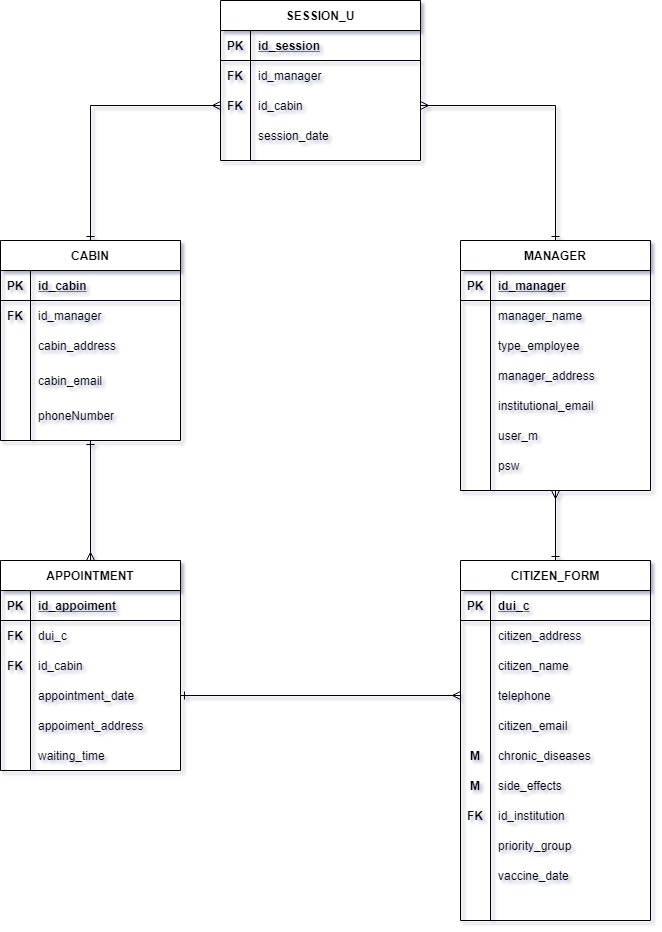 SESSION_U
PK id_session
FK id_manager
FK id_cabin
session_date
CABIN
PK id_cabin
FK id_manager
cabin_address
cabin_email
phoneNumber
MANAGER
PK id_manager
manager_name
type_employee
manager_address
institutional_email
user_m
psw
APPOINTMENT
PK id_appoiment
FK dui_c
FK id_cabin
appointment_date
appoiment_address
waiting_time
CITIZEN_FORM
PK dui_c
citizen_address
citizen_name
telephone
citizen_email
M chronic_diseases
M side_effects
FK id_institution
priority_group
vaccine_date